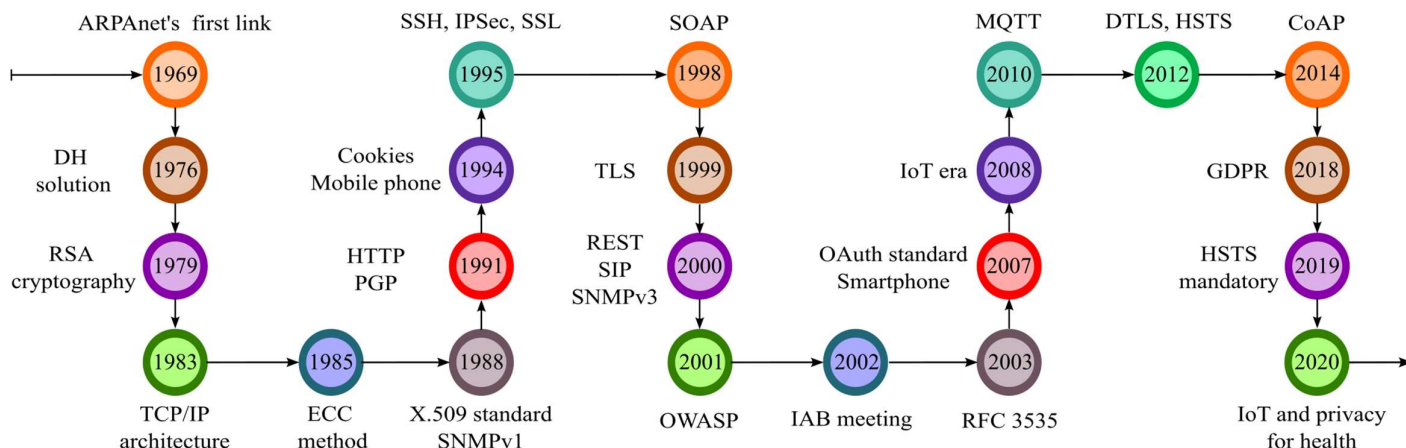 ARPAnet's first link
1969
DH
solution
1976
RSA
cryptography
1979
1983
TCP/IP
architecture
1985
ECC
method
1988
X.509 standard
SNMPv1
HTTP
PGP
1991
Cookies
Mobile phone
1994
SSH, IPSec, SSL
1995
SOAP
1998
TLS
1999
REST
SIP
SNMPv3
2000
2001
OWASP
2002
IAB meeting
2003
RFC 3535
OAuth standard
Smartphone
2007
IoT era
2008
MQTT
2010
DTLS, HSTS
2012
CoAP
2014
GDPR
2018
HSTS
mandatory
2019
2020
IoT and privacy
for health